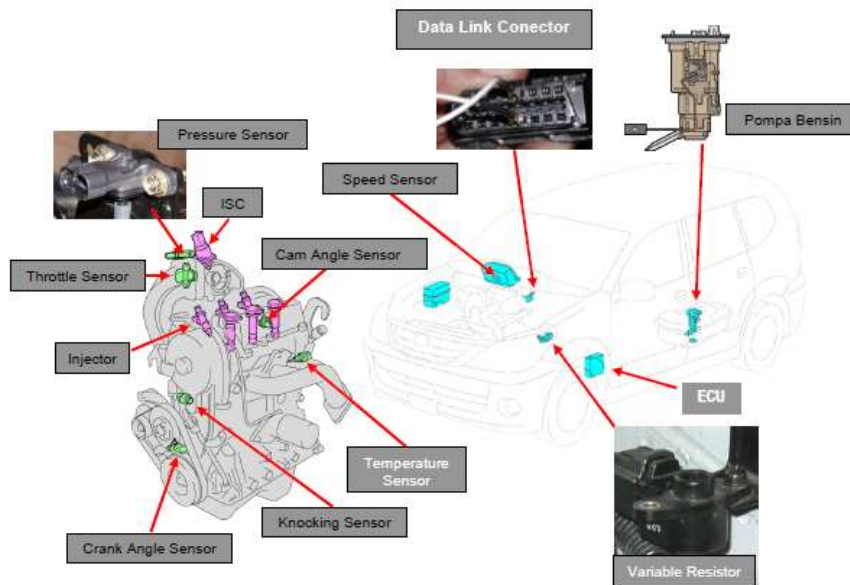 Data Link Conector
Pompa Bensin
Pressure Sensor
ISC
Speed Sensor
Cam Angle Sensor
Throttle Sensor
Injector
ECU
Temperature
Sensor
Knocking Sensor
Crank Angle Sensor
Variable Resistor